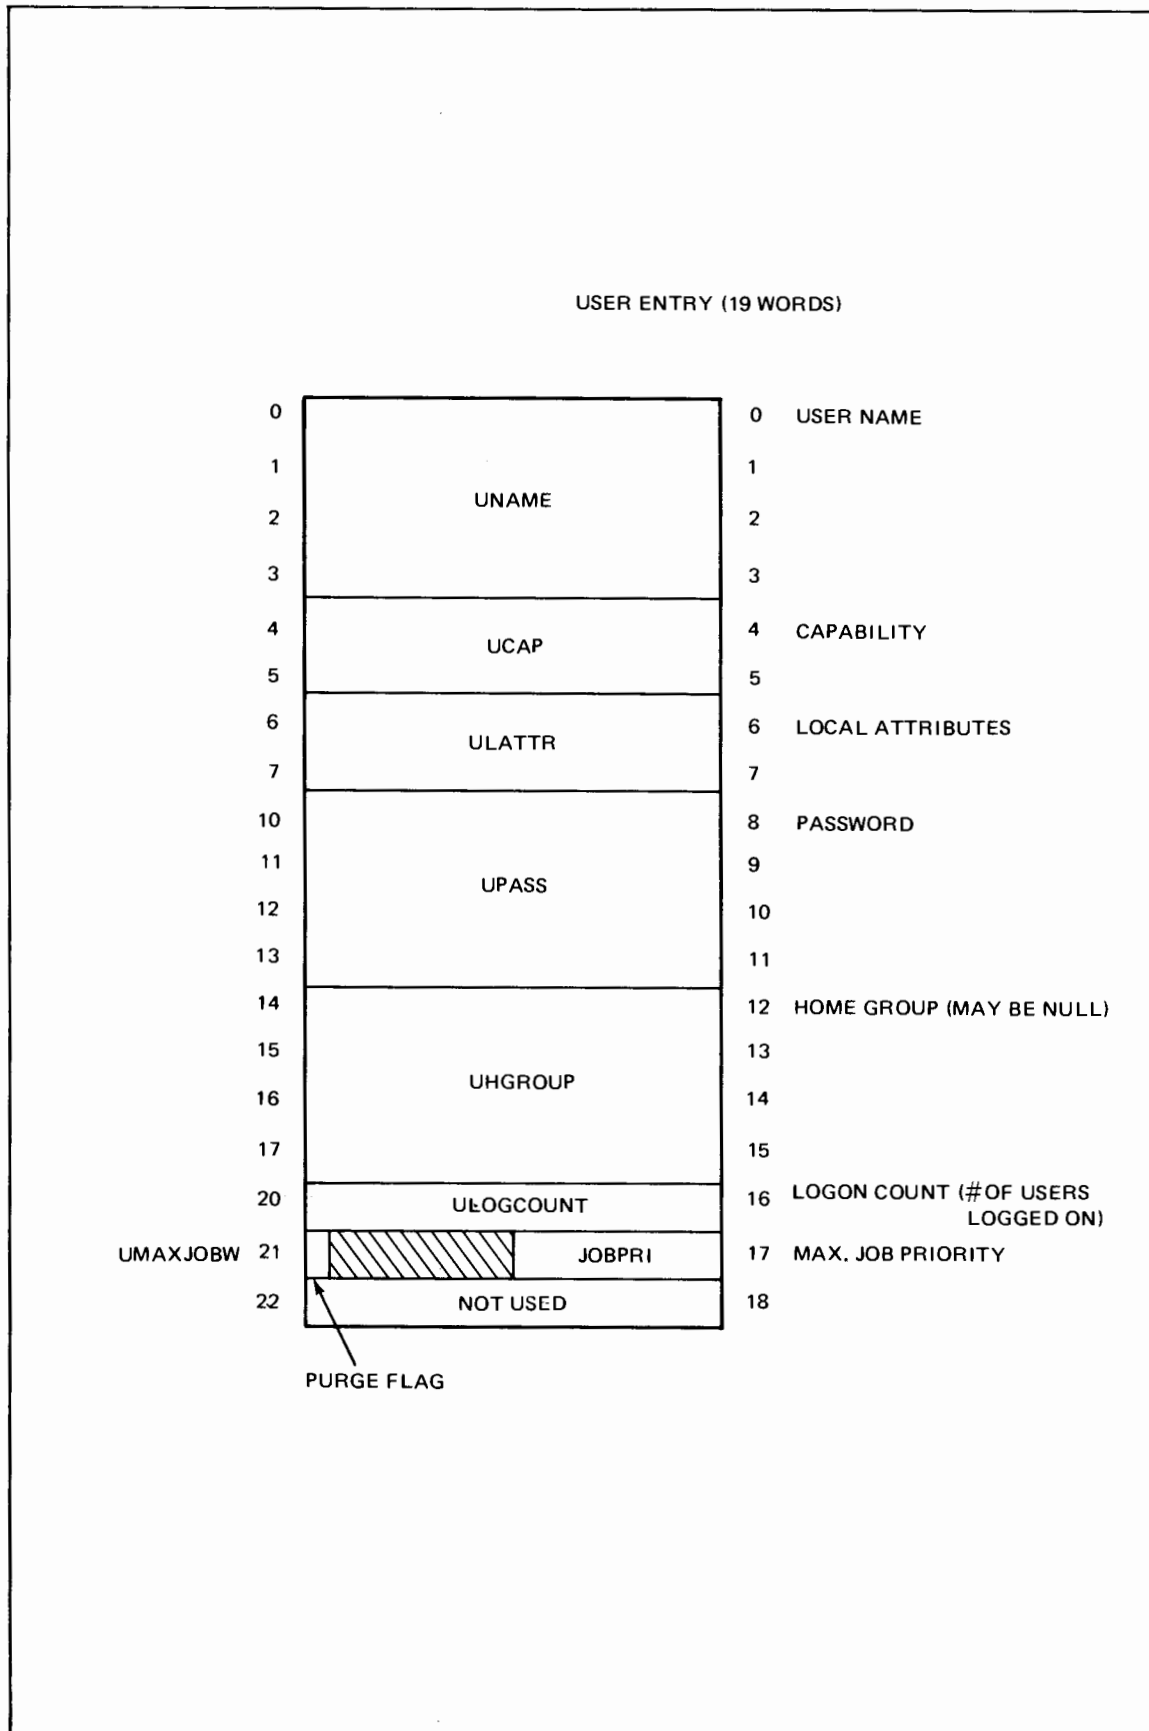 USER ENTRY (19 WORDS)
0 0 USER NAME
1 1
UNAME
2 2
3 3
4 4 CAPABILITY
UCAP
5 5
6 6 LOCAL ATTRIBUTES
ULATTR
7 7
10 8 PASSWORD
11 9
UPASS
12 10
13 11
14 12 HOME GROUP (MAY BE NULL)
15 13
UHGROUP
16 14
17 15
20 ULOGCOUNT 16 LOGON COUNT (#OF USERS
LOGGED ON)
UMAXJOBW 21 JOBPRI 17 MAX. JOB PRIORITY
22 NOT USED 18
PURGE FLAG